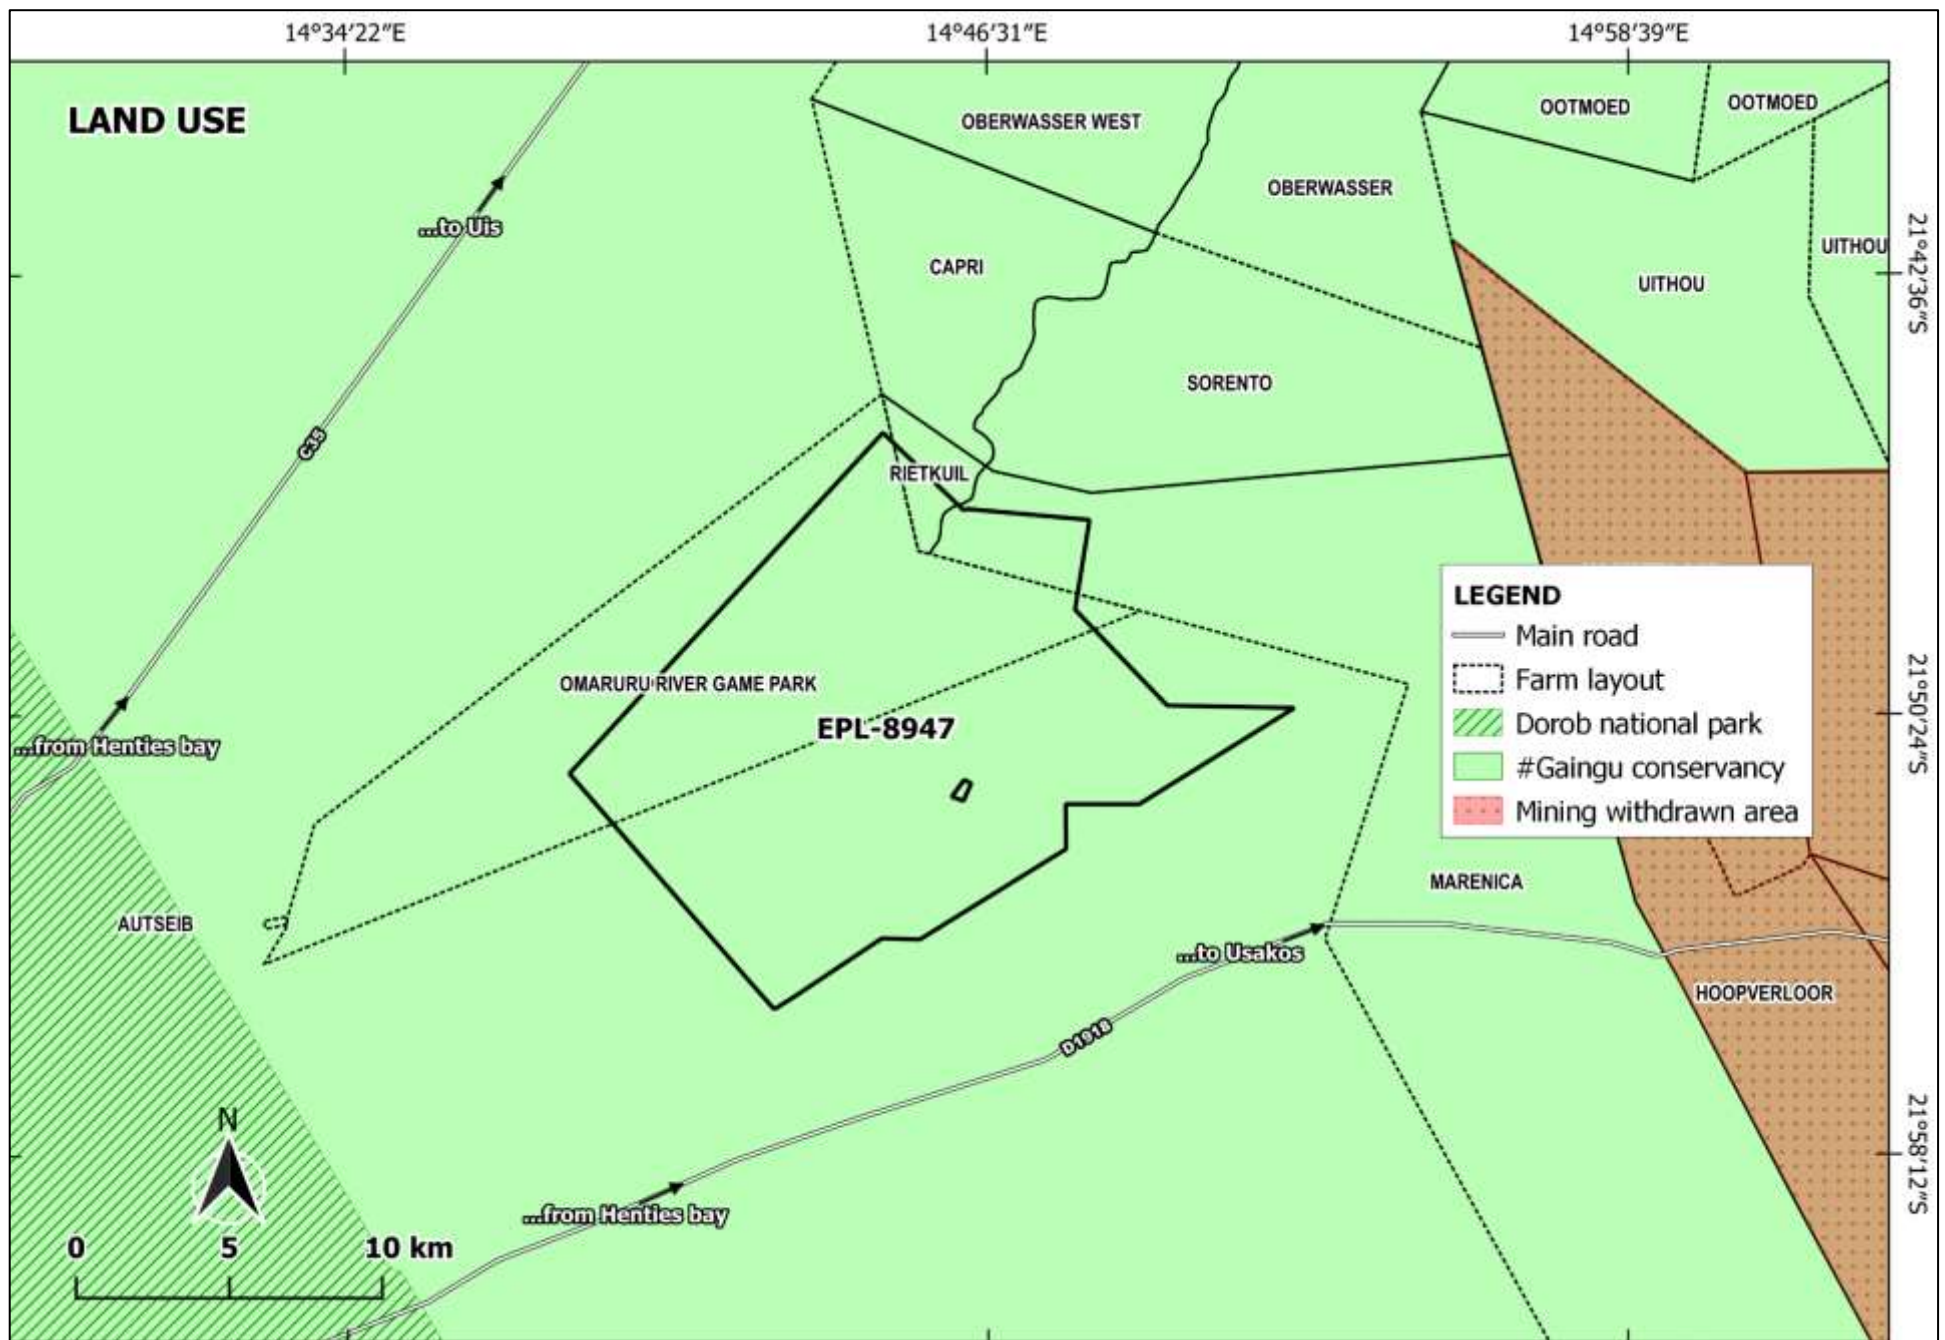 14°34′22″E
14°46′31″E
14°58′39″E
LAND USE
OBERWASSER WEST
OOTMOED
OOTMOED
OBERWASSER
...to Uis
CAPRI
UITHOU
UITHOU
21°42′36″S
SORENTO
C35
RIETKUIL
LEGEND
Main road
Farm layout
Dorob national park
#Gaingu conservancy
Mining withdrawn area
OMARURU RIVER GAME PARK
EPL-8947
21°50′24″S
...from Henties bay
MARENICA
AUTSEIB
...to Usakos
HOOPVERLOOR
D1918
N
21°58′12″S
...from Henties bay
0 5 10 km